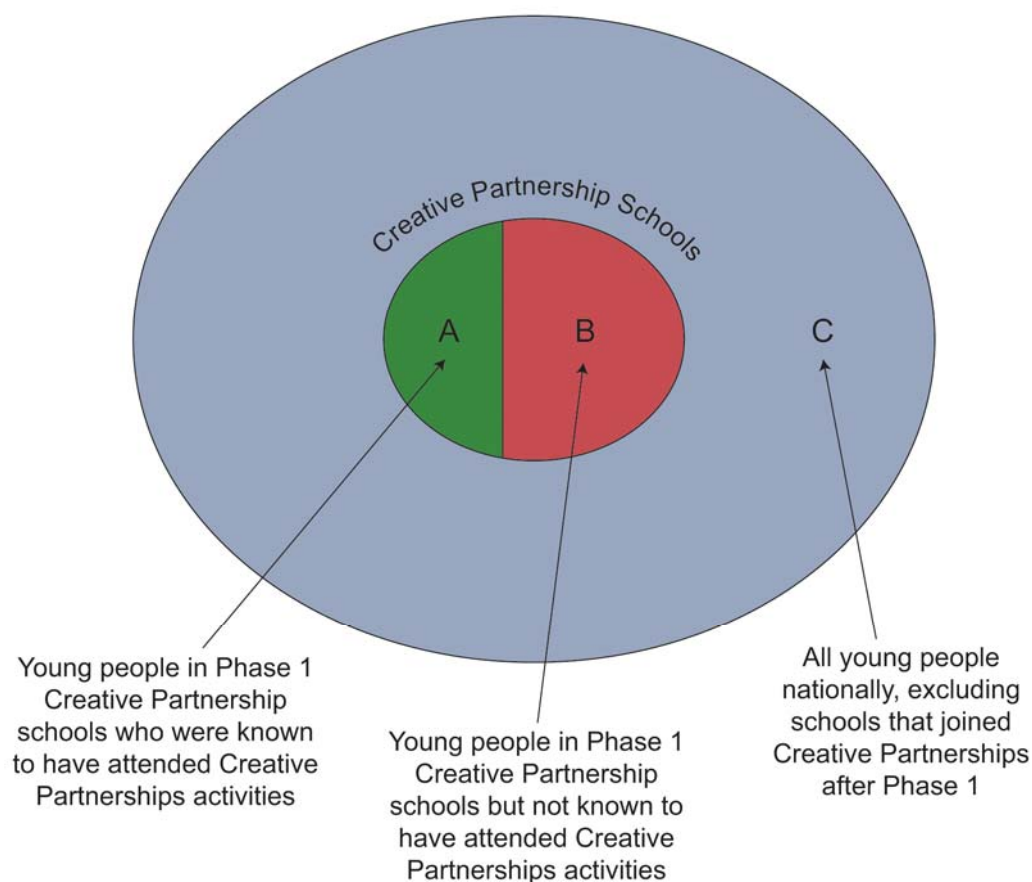 Creative Partnership Schools
A
B
C
Young people in Phase 1
Creative Partnership
schools who were known
to have attended Creative
Partnerships activities
Young people in Phase 1
Creative Partnership
schools but not known to
have attended Creative
Partnerships activities
All young people
nationally, excluding
schools that joined
Creative Partnerships
after Phase 1